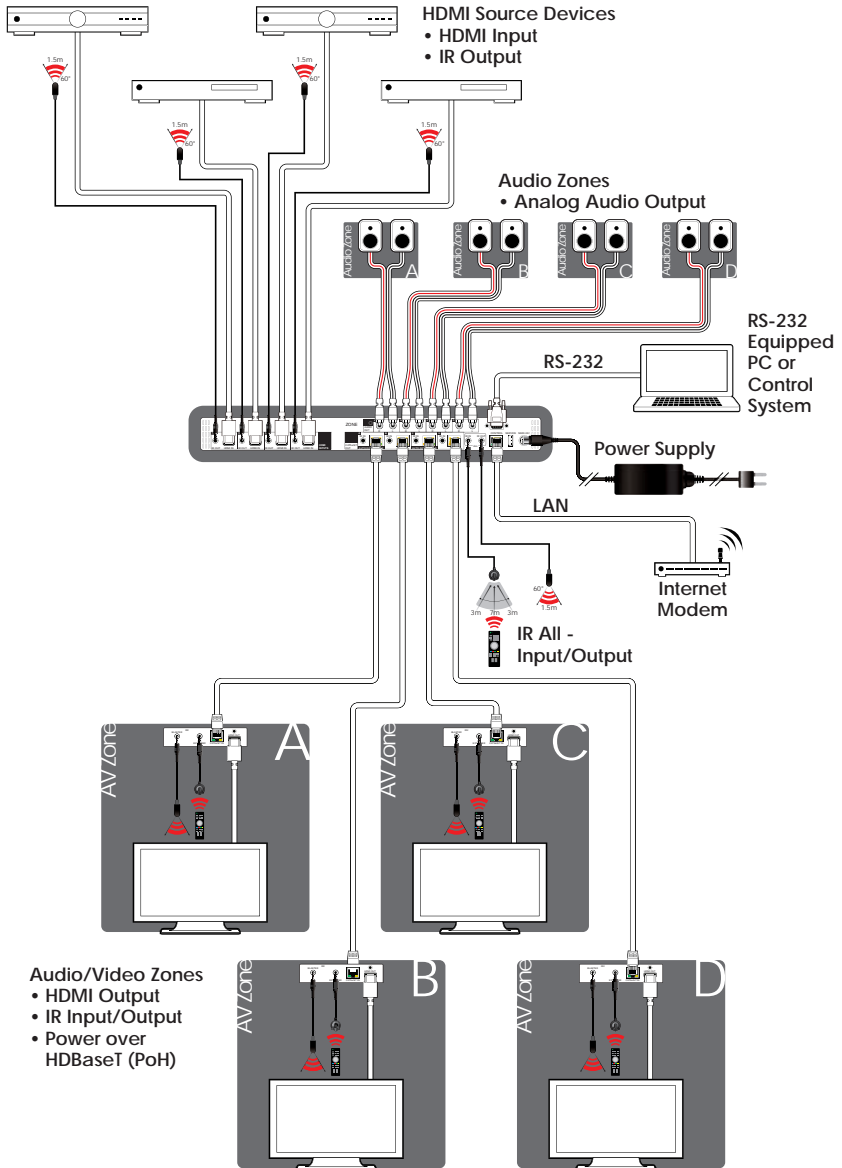 HDMI Source Devices
• HDMI Input
• IR Output
1.5m
60°
1.5m
60°
1.5m
60°
1.5m
60°
Audio Zones
• Analog Audio Output
Audio Zone
A
Audio Zone
B
Audio Zone
C
Audio Zone
D
RS-232
Equipped
PC or
Control
System
RS-232
ZONE
Power Supply
LAN
60°
1.5m
3m 7m 3m
Internet
Modem
IR All -
Input/Output
AV Zone
A
AV Zone
C
Audio/Video Zones
• HDMI Output
• IR Input/Output
• Power over
HDBaseT (PoH)
AV Zone
B
AV Zone
D